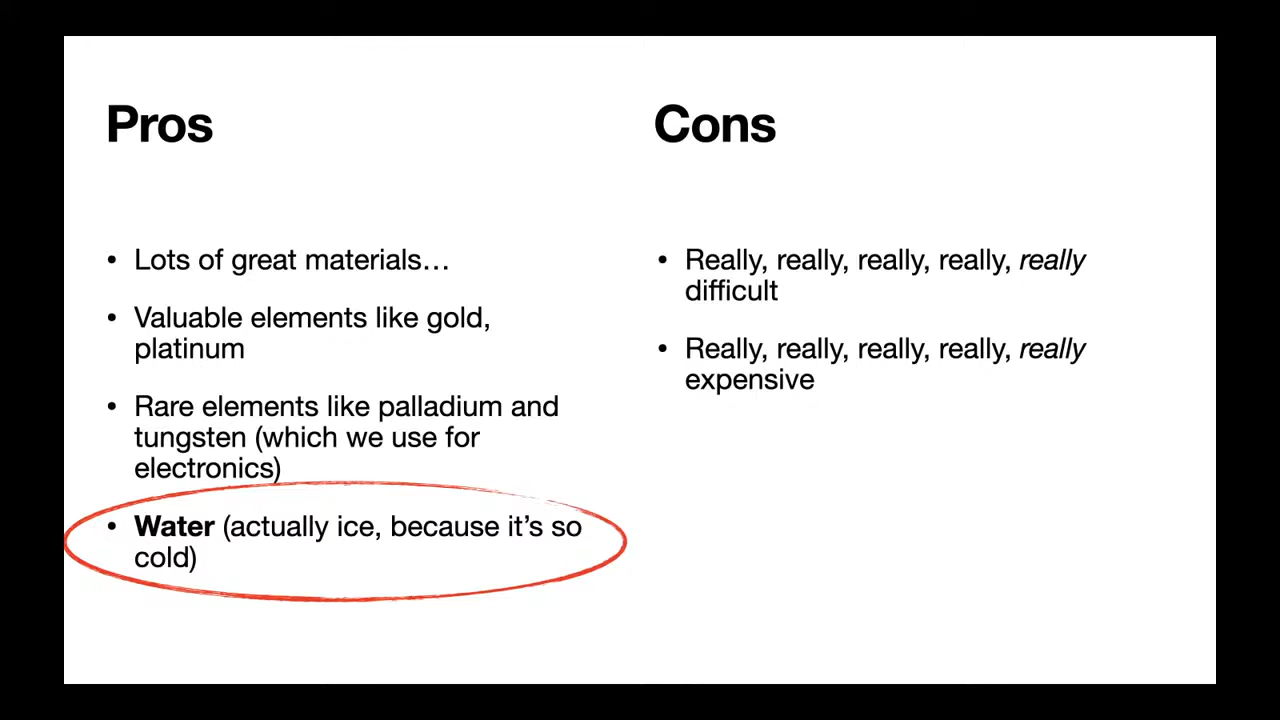 Pros
• Lots of great materials…
• Valuable elements like gold,
platinum
• Rare elements like palladium and
tungsten (which we use for
electronics)
• Water (actually ice, because it’s so
cold)
Cons
• Really, really, really, really, really
difficult
• Really, really, really, really, really
expensive